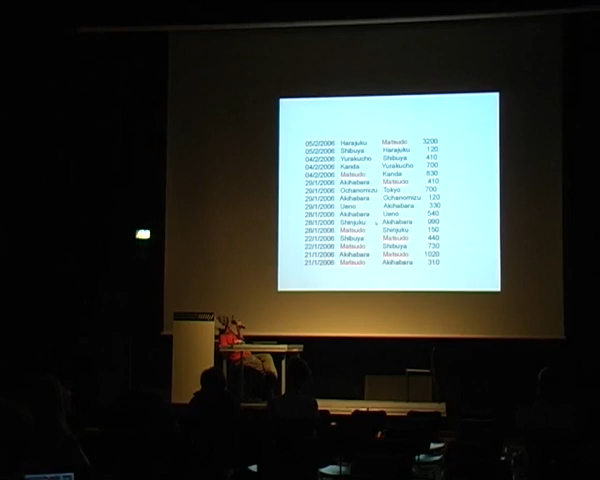 05/2/2006 Harajuku Matsudo 3200
05/2/2006 Shibuya Harajuku 120
04/2/2006 Yurakucho Shibuya 410
04/2/2006 Kanda Yurakucho 700
04/2/2006 Matsudo Kanda 630
29/1/2006 Akihabara Matsudo 410
29/1/2006 Ochanomizu Tokyo 700
29/1/2006 Akihabara Ochanomizu 120
29/1/2006 Ueno Akihabara 330
28/1/2006 Akihabara Ueno 540
28/1/2006 Shinjuku Akihabara 990
28/1/2006 Matsudo Shinjuku 150
22/1/2006 Shibuya Matsudo 440
22/1/2006 Matsudo Shibuya 730
21/1/2006 Akihabara Matsudo 1020
21/1/2006 Matsudo Akihabara 310